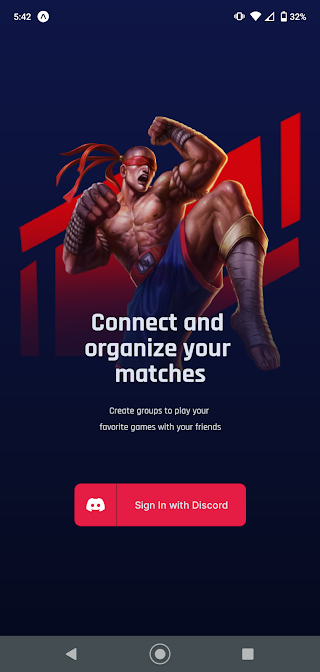 5:42
32%
Connect and
organize your
matches
Create groups to play your
favorite games with your friends
Sign In with Discord